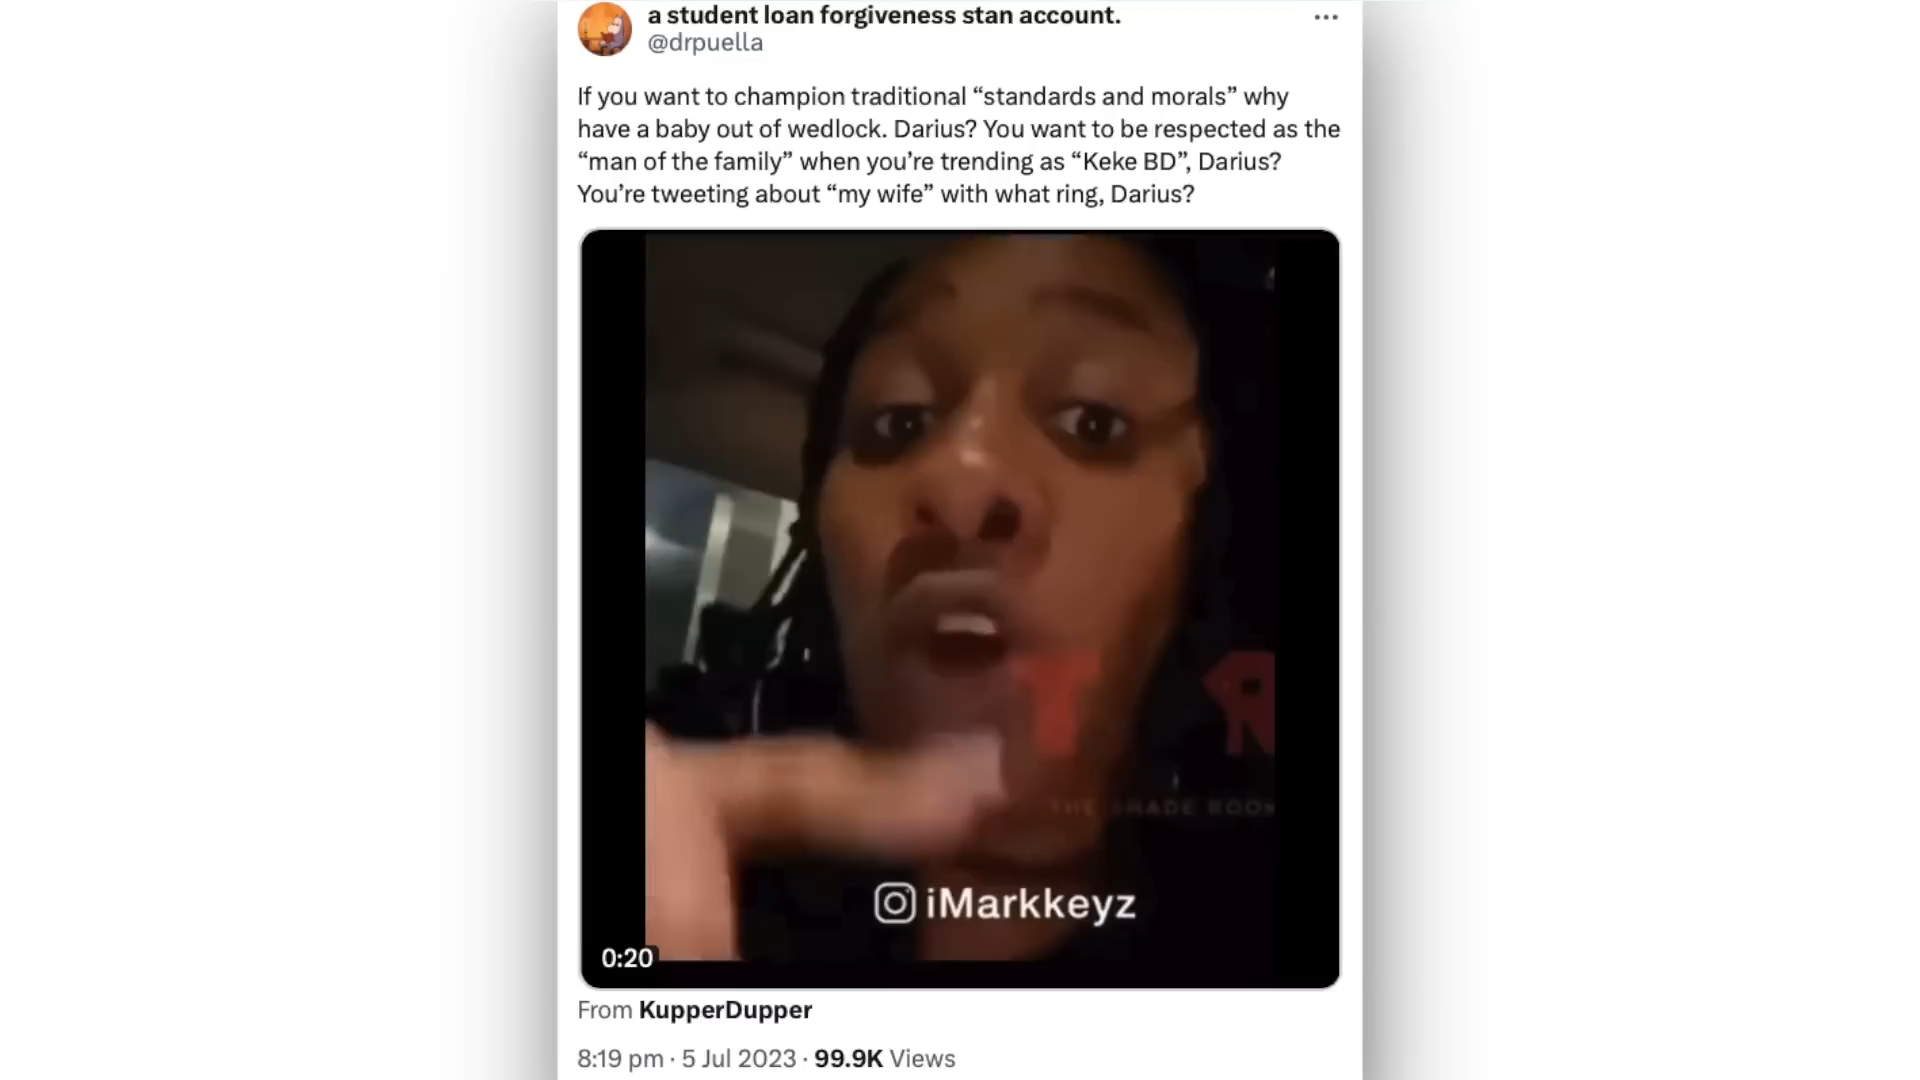 a student loan forgiveness stan account.
@drpuella
If you want to champion traditional “standards and morals” why
have a baby out of wedlock. Darius? You want to be respected as the
“man of the family” when you’re trending as “Keke BD”, Darius?
You’re tweeting about “my wife” with what ring, Darius?
T R
THE SHADE ROOM
iMarkkeyz
0:20
From KupperDupper
8:19 pm · 5 Jul 2023 · 99.9K Views